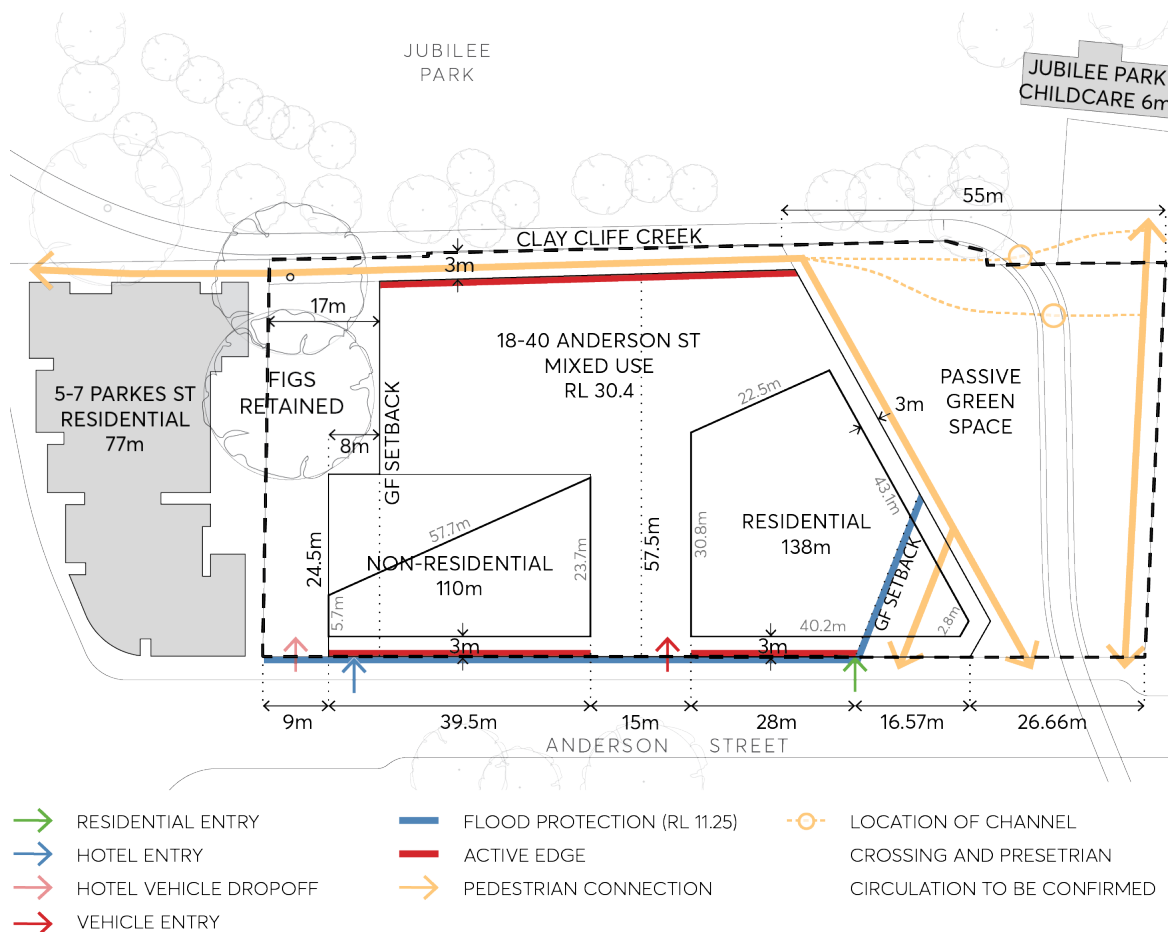 JUBILEE
PARK
JUBILEE PARK
CHILDCARE 6m
55m
CLAY CLIFF CREEK
3m
17m
18-40 ANDERSON ST
MIXED USE
RL 30.4
5-7 PARKES ST
RESIDENTIAL
77m
FIGS
RETAINED
8m
GF SETBACK
22.5m
3m
PASSIVE
GREEN
SPACE
43.1m
57.7m
24.5m
NON-RESIDENTIAL
110m
23.7m
57.5m
30.8m
RESIDENTIAL
138m
GF SETBACK
5.7m
3m
40.2m
3m
2.8m
9m
39.5m
15m
28m
16.57m
26.66m
ANDERSON STREET
RESIDENTIAL ENTRY
HOTEL ENTRY
HOTEL VEHICLE DROPOFF
VEHICLE ENTRY
FLOOD PROTECTION (RL 11.25)
ACTIVE EDGE
PEDESTRIAN CONNECTION
LOCATION OF CHANNEL
CROSSING AND PRESETRIAN
CIRCULATION TO BE CONFIRMED